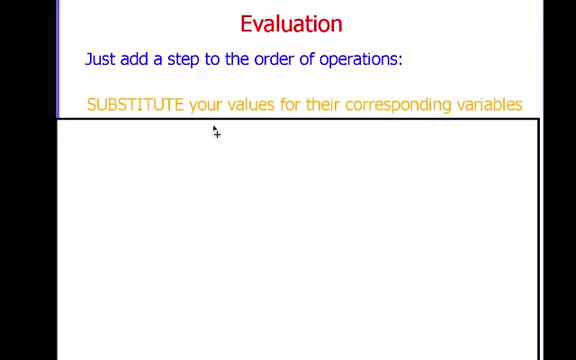 Evaluation
Just add a step to the order of operations:
SUBSTITUTE your values for their corresponding variables